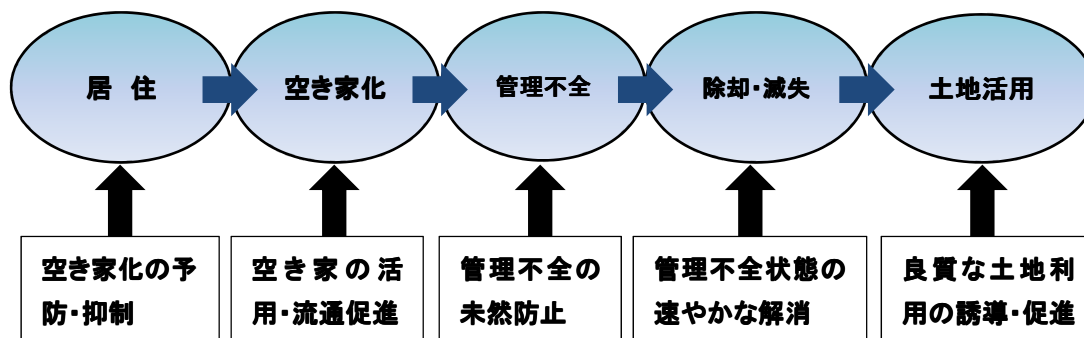 居 住
空き家化
管理不全
除却・滅失
土地活用
空き家化の予
防・抑制
空き家の活
用・流通促進
管理不全の
未然防止
管理不全状態の
速やかな解消
良質な土地利
用の誘導・促進